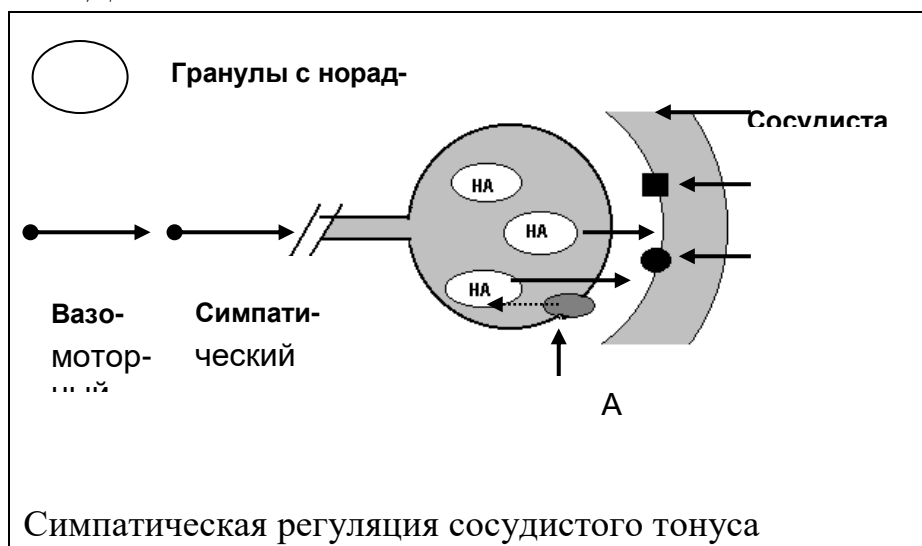 Гранулы с норад-
Сосудиста
НА
НА
НА
Вазо-
мотор-
Симпати-
ческий
А
Симпатическая регуляция сосудистого тонуса